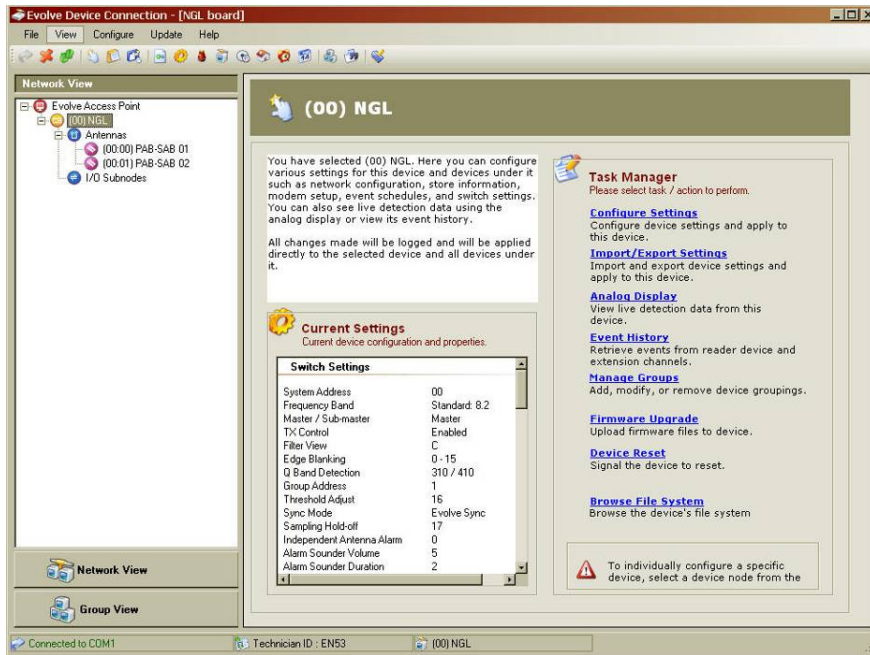 Evolve Device Connection - [NGL board]
File View Configure Update Help
Network View
Evolve Access Point
(00) NGL
Antennas
(00:00) PAB-SAB 01
(00:01) PAB-SAB 02
I/O Subnodes
Network View
Group View
(00) NGL
You have selected (00) NGL. Here you can configure
various settings for this device and devices under it
such as network configuration, store information,
modem setup, event schedules, and switch settings.
You can also see live detection data using the
analog display or view its event history.
All changes made will be logged and will be applied
directly to the selected device and all devices under
it.
Current Settings
Current device configuration and properties.
Switch Settings
System Address 00
Frequency Band Standard: 8.2
Master / Sub-master Master
TX Control Enabled
Filter View C
Edge Blanking 0 - 15
Q Band Detection 310 / 410
Group Address 1
Threshold Adjust 16
Sync Mode Evolve Sync
Sampling Hold-off 17
Independent Antenna Alarm 0
Alarm Sounder Volume 5
Alarm Sounder Duration 2
Task Manager
Please select task / action to perform.
Configure Settings
Configure device settings and apply to
this device.
Import/Export Settings
Import and export device settings and
apply to this device.
Analog Display
View live detection data from this
device.
Event History
Retrieve events from reader device and
extension channels.
Manage Groups
Add, modify, or remove device groupings.
Firmware Upgrade
Upload firmware files to device.
Device Reset
Signal the device to reset.
Browse File System
Browse the device's file system
To individually configure a specific
device, select a device node from the
Connected to COM1
Technician ID : EN53
(00) NGL